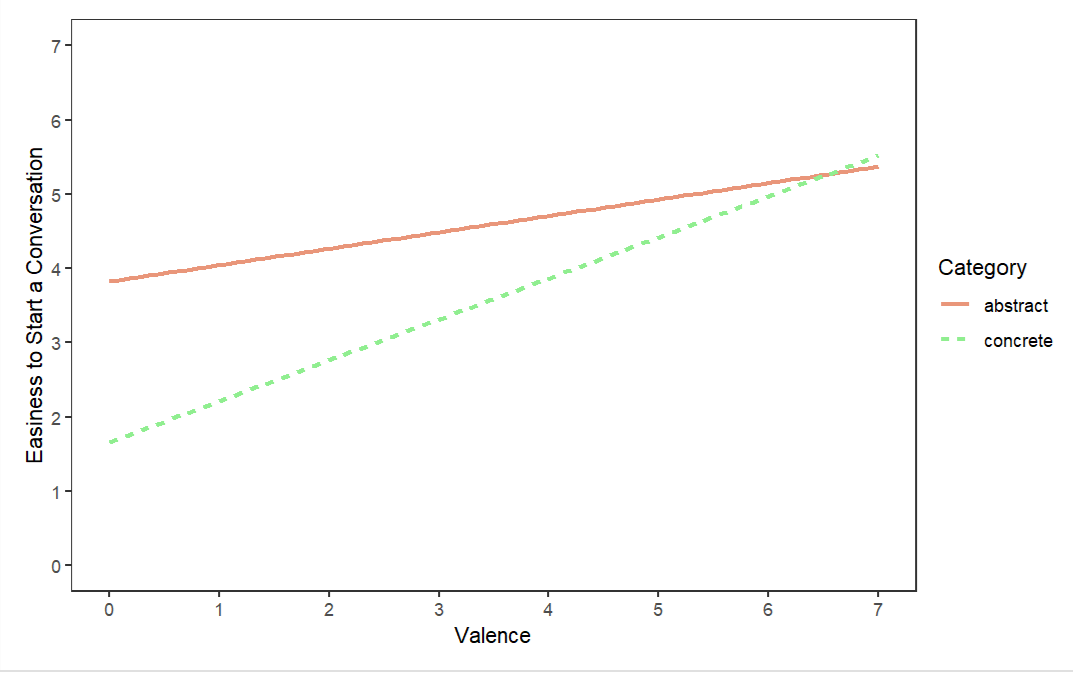 7
6
5
4
3
2
1
0
Easiness to Start a Conversation
0 1 2 3 4 5 6 7
Valence
Category
abstract
concrete